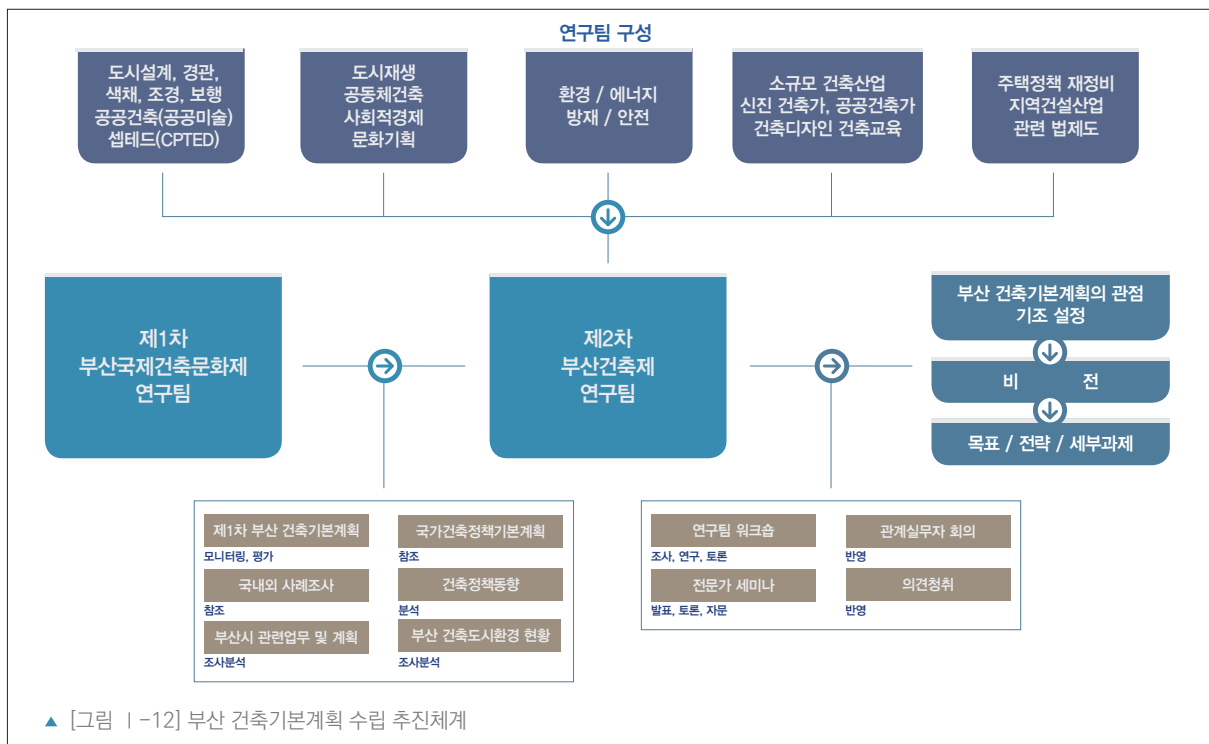 연구팀 구성
도시설계, 경관,
색채, 조경, 보행
공공건축(공공미술)
셉테드(CPTED)
도시재생
공동체건축
사회적경제
문화기획
환경 / 에너지
방재 / 안전
소규모 건축산업
신진 건축가, 공공건축가
건축디자인 건축교육
주택정책 재정비
지역건설산업
관련 법제도
제1차
부산국제건축문화제
연구팀
제2차
부산건축제
연구팀
부산 건축기본계획의 관점
기조 설정
비 전
목표 / 전략 / 세부과제
제1차 부산 건축기본계획
모니터링, 평가
국가건축정책기본계획
참조
국내외 사례조사
참조
건축정책동향
분석
부산시 관련업무 및 계획
조사분석
부산 건축도시환경 현황
조사분석
연구팀 워크숍
조사, 연구, 토론
관계실무자 회의
반영
전문가 세미나
발표, 토론, 자문
의견청취
반영
▲ [그림 Ⅰ-12] 부산 건축기본계획 수립 추진체계